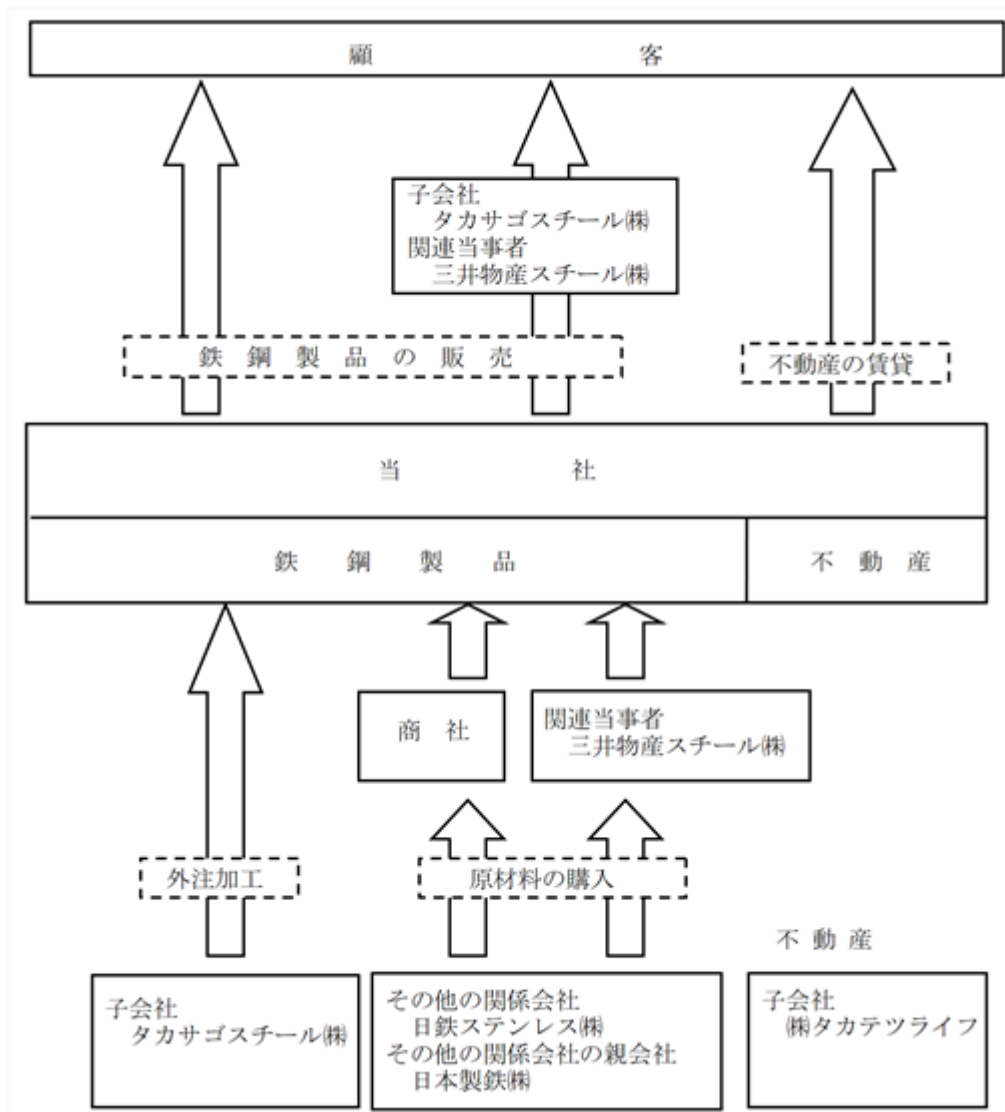 顧客
子会社
タカサゴスチール㈱
関連当事者
三井物産スチール㈱
鉄鋼製品の販売
不動産の賃貸
当社
鉄鋼製品
不動産
商社
関連当事者
三井物産スチール㈱
外注加工
原材料の購入
不動産
子会社
タカサゴスチール㈱
その他の関係会社
日鉄ステンレス㈱
その他の関係会社の親会社
日本製鉄㈱
子会社
㈱タカテツライフ